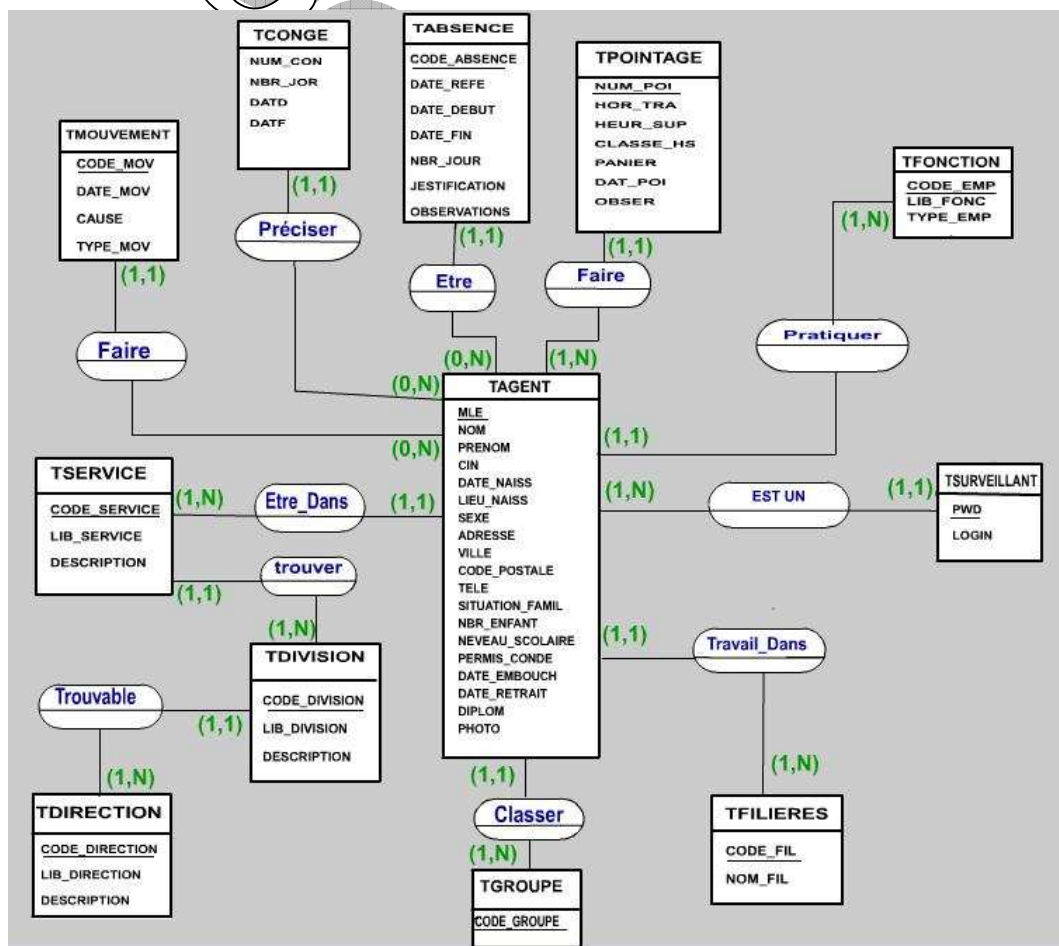 TCONGE
NUM_CON
NBR_JOR
DATD
DATF
(1,1)
Préciser
(0,N)
TABSENCE
CODE_ABSENCE
DATE_REFE
DATE_DEBUT
DATE_FIN
NBR_JOUR
JESTIFICATION
OBSERVATIONS
(1,1)
Etre
(0,N)
TPOINTAGE
NUM_POI
HOR_TRA
HEUR_SUP
CLASSE_HS
PANIER
DAT_POI
OBSER
(1,1)
Faire
(1,N)
TMOUVEMENT
CODE_MOV
DATE_MOV
CAUSE
TYPE_MOV
(1,1)
Faire
(0,N)
TFONCTION
CODE_EMP
LIB_FONC
TYPE_EMP
(1,N)
Pratiquer
(1,1)
TAGENT
MLE
NOM
PRENOM
CIN
DATE_NAISS
LIEU_NAISS
SEXE
ADRESSE
VILLE
CODE_POSTALE
TELE
SITUATION_FAMIL
NBR_ENFANT
NEVEAU_SCOLAIRE
PERMIS_CONDE
DATE_EMBOUCH
DATE_RETRAIT
DIPLOM
PHOTO
TSERVICE
CODE_SERVICE
LIB_SERVICE
DESCRIPTION
(1,N)
Etre_Dans
(1,1)
(1,1)
trouver
(1,N)
TDIVISION
CODE_DIVISION
LIB_DIVISION
DESCRIPTION
(1,1)
Trouvable
(1,N)
TDIRECTION
CODE_DIRECTION
LIB_DIRECTION
DESCRIPTION
(1,N)
EST UN
(1,1)
TSURVEILLANT
PWD
LOGIN
(1,1)
Travail_Dans
(1,N)
TFILIERES
CODE_FIL
NOM_FIL
(1,1)
Classer
(1,N)
TGROUPE
CODE_GROUPE